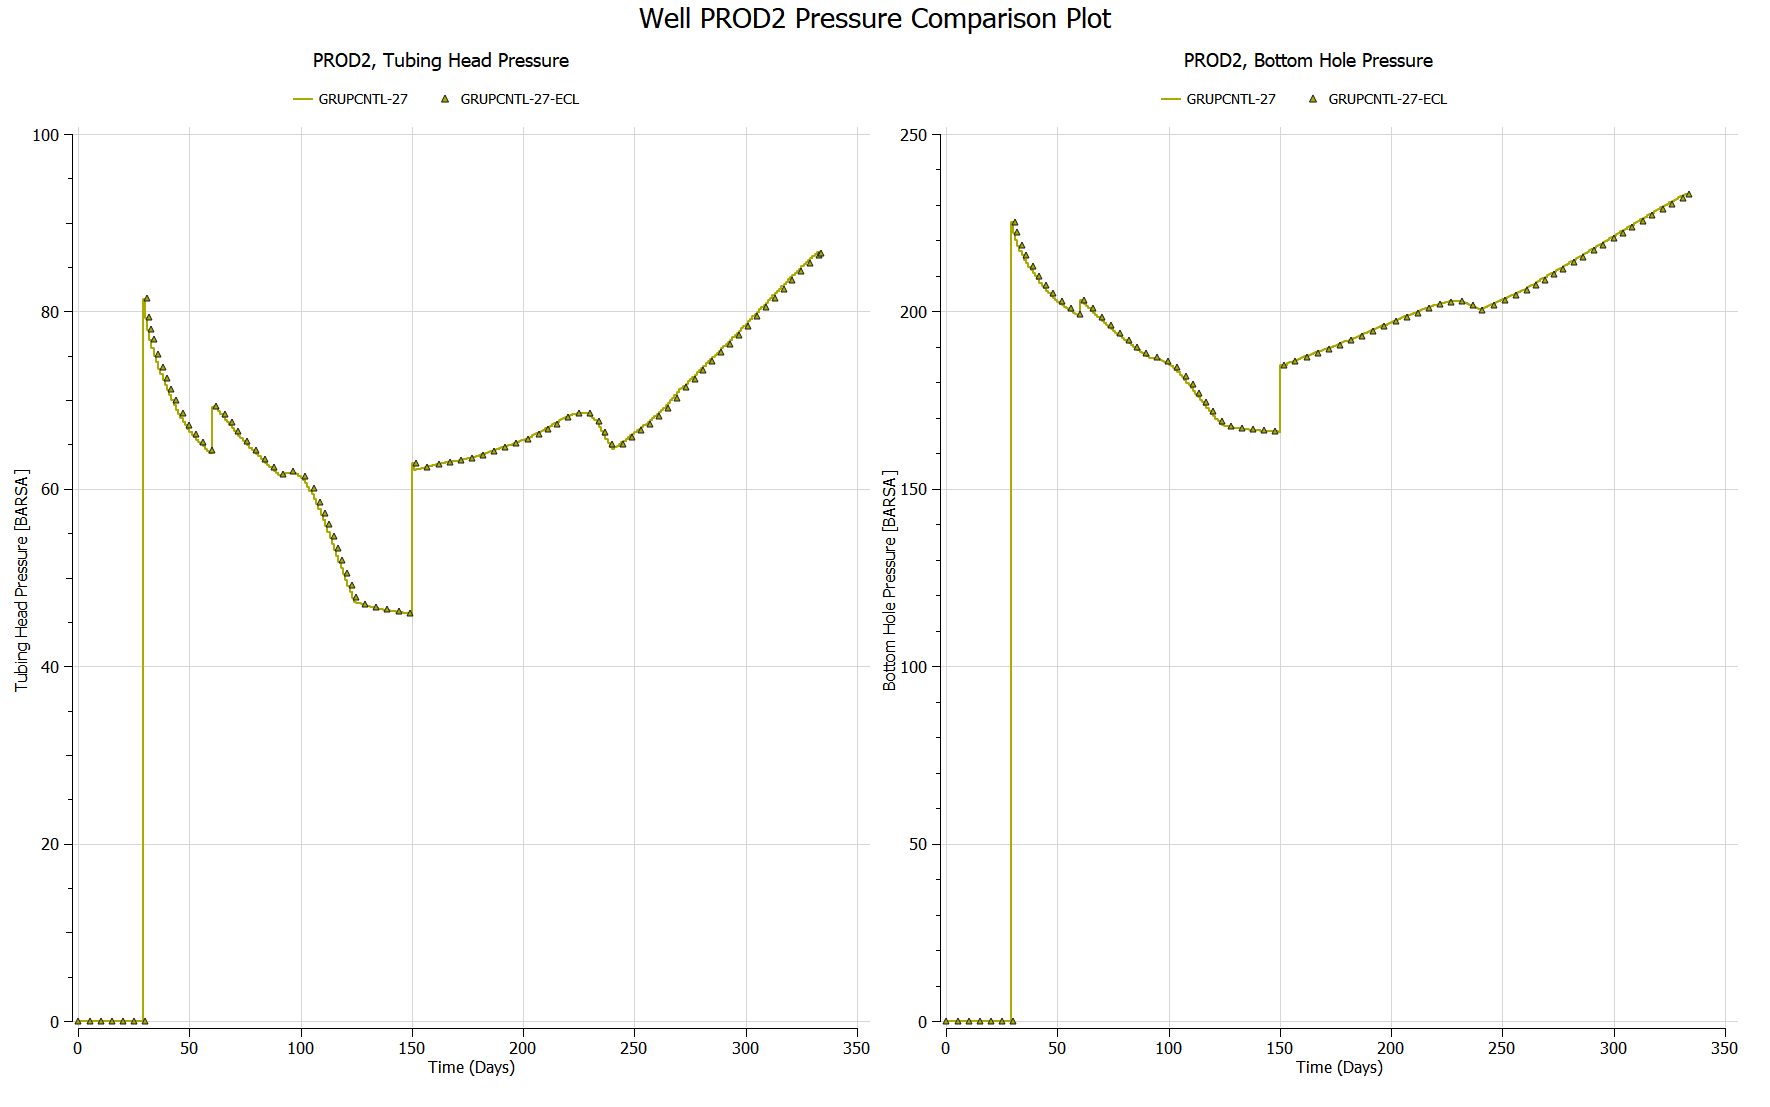 Well PROD2 Pressure Comparison Plot
PROD2, Tubing Head Pressure
GRUPCNTL-27
GRUPCNTL-27-ECL
100
80
60
40
20
0
Tubing Head Pressure [BARSA]
0 50 100 150 200 250 300 350
Time (Days)
PROD2, Bottom Hole Pressure
GRUPCNTL-27
GRUPCNTL-27-ECL
250
200
150
100
50
0
Bottom Hole Pressure [BARSA]
0 50 100 150 200 250 300 350
Time (Days)